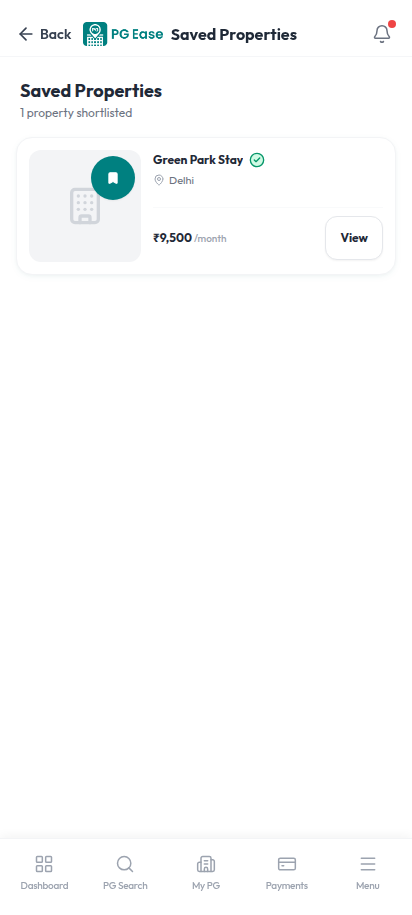 Back PG Ease Saved Properties
Saved Properties
1 property shortlisted
Green Park Stay
Delhi
₹9,500 /month
View
Dashboard PG Search My PG Payments Menu